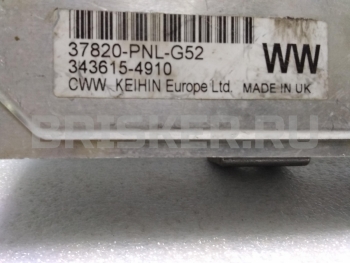 37820-PNL-G52
WW
343615-4910
CWW KEIHIN Europe Ltd. MADE IN UK
BRISKER.RU